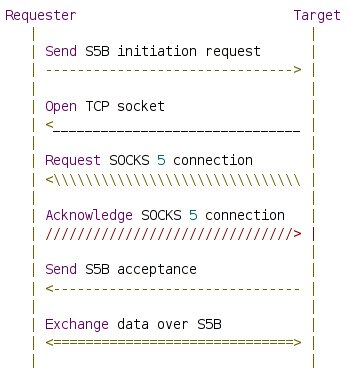 Requester                           Target
    |                                  |
    | Send S5B initiation request      |
    | -------------------------------> |
    |                                  |
    | Open TCP socket                  |
    | <_______________________________ |
    |                                  |
    | Request SOCKS 5 connection       |
    | <\\\\\\\\\\\\\\\\\\\\\\\\\\\\\\\ |
    |                                  |
    | Acknowledge SOCKS 5 connection   |
    | ///////////////////////////////> |
    |                                  |
    | Send S5B acceptance              |
    | <------------------------------- |
    |                                  |
    | Exchange data over S5B           |
    | <==============================> |
    |                                  |